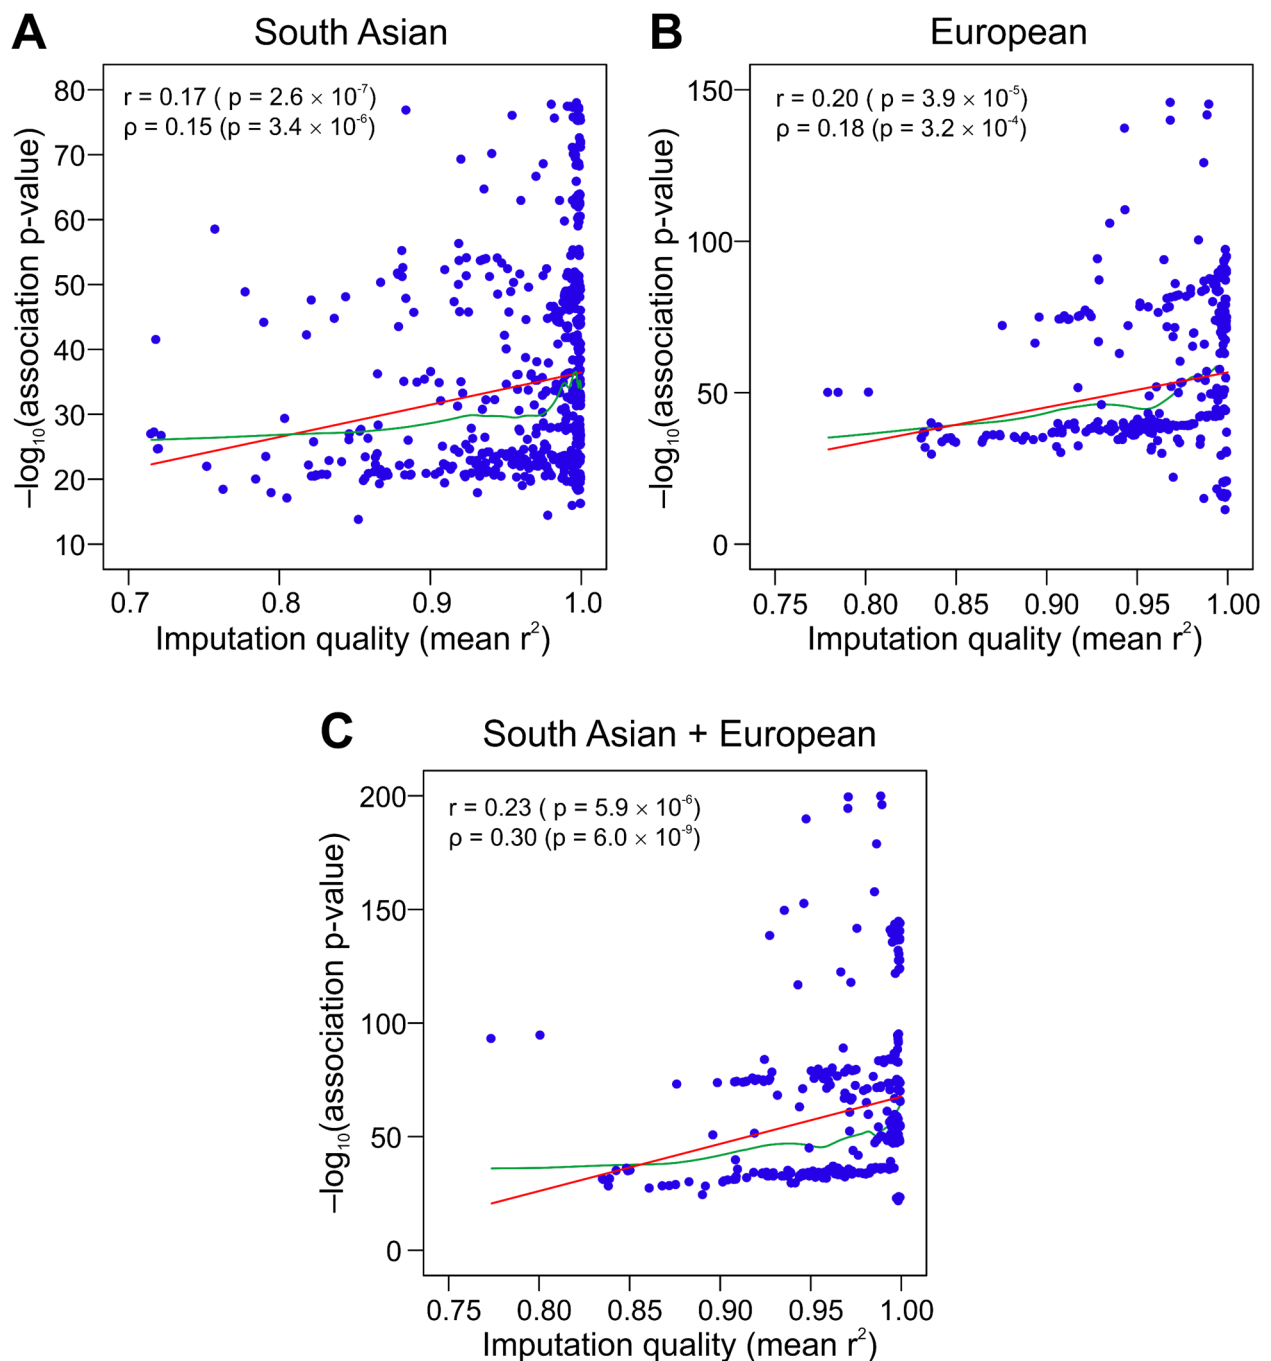 A
South Asian
r = 0.17 ( p = 2.6 × 10⁻⁷)
ρ = 0.15 (p = 3.4 × 10⁻⁶)
–log₁₀(association p-value)
80
70
60
50
40
30
20
10
0.7 0.8 0.9 1.0
Imputation quality (mean r²)
B
European
r = 0.20 ( p = 3.9 × 10⁻⁵)
ρ = 0.18 (p = 3.2 × 10⁻⁴)
–log₁₀(association p-value)
150
100
50
0
0.75 0.80 0.85 0.90 0.95 1.00
Imputation quality (mean r²)
C
South Asian + European
r = 0.23 ( p = 5.9 × 10⁻⁶)
ρ = 0.30 (p = 6.0 × 10⁻⁹)
–log₁₀(association p-value)
200
150
100
50
0
0.75 0.80 0.85 0.90 0.95 1.00
Imputation quality (mean r²)